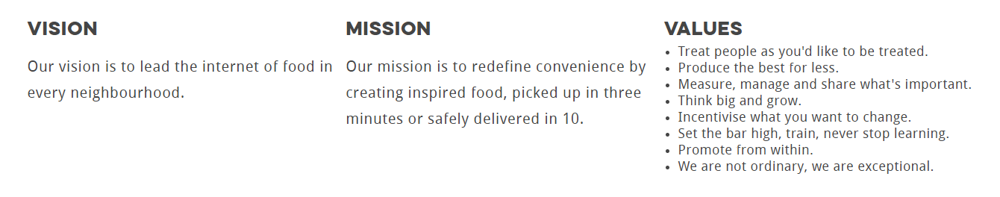 VISION
Our vision is to lead the internet of food in
every neighbourhood.
MISSION
Our mission is to redefine convenience by
creating inspired food, picked up in three
minutes or safely delivered in 10.
VALUES
• Treat people as you'd like to be treated.
• Produce the best for less.
• Measure, manage and share what's important.
• Think big and grow.
• Incentivise what you want to change.
• Set the bar high, train, never stop learning.
• Promote from within.
• We are not ordinary, we are exceptional.